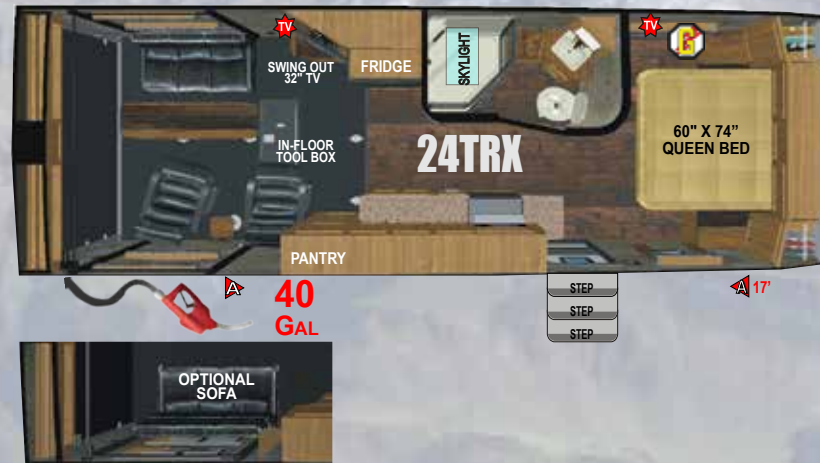 TV
TV
G
SWING OUT
32" TV
FRIDGE
SKYLIGHT
IN-FLOOR
TOOL BOX
24TRX
60" X 74”
QUEEN BED
PANTRY
A
40
GAL
STEP
STEP
STEP
A 17'
OPTIONAL
SOFA